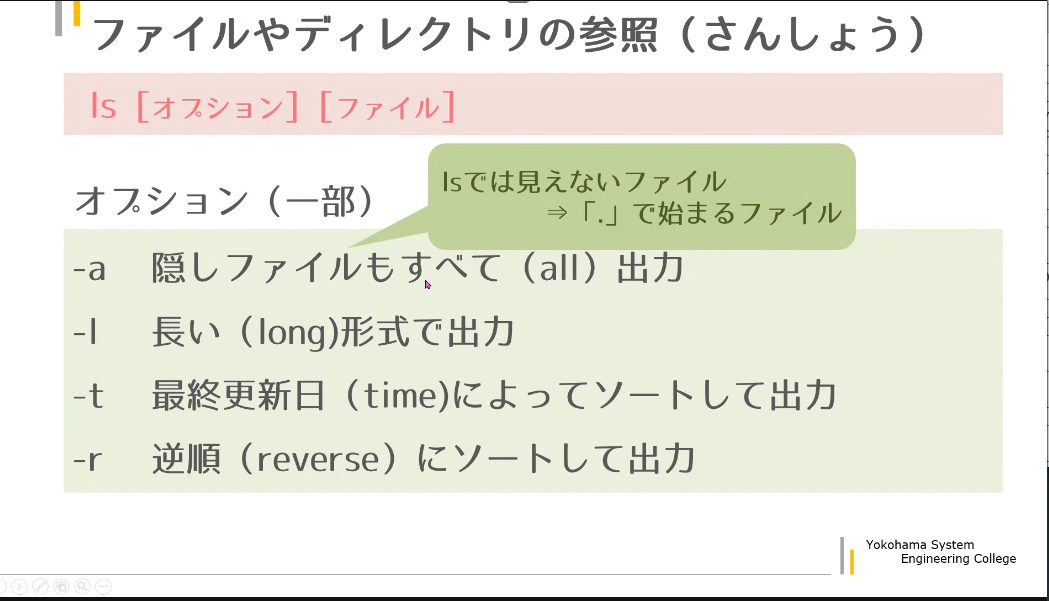 ファイルやディレクトリの参照（さんしょう）
ls［オプション］［ファイル］
lsでは見えないファイル
⇒「.」で始まるファイル
オプション（一部）
-a 隠しファイルもすべて（all）出力
-l 長い（long)形式で出力
-t 最終更新日（time)によってソートして出力
-r 逆順（reverse）にソートして出力
Yokohama System
Engineering College